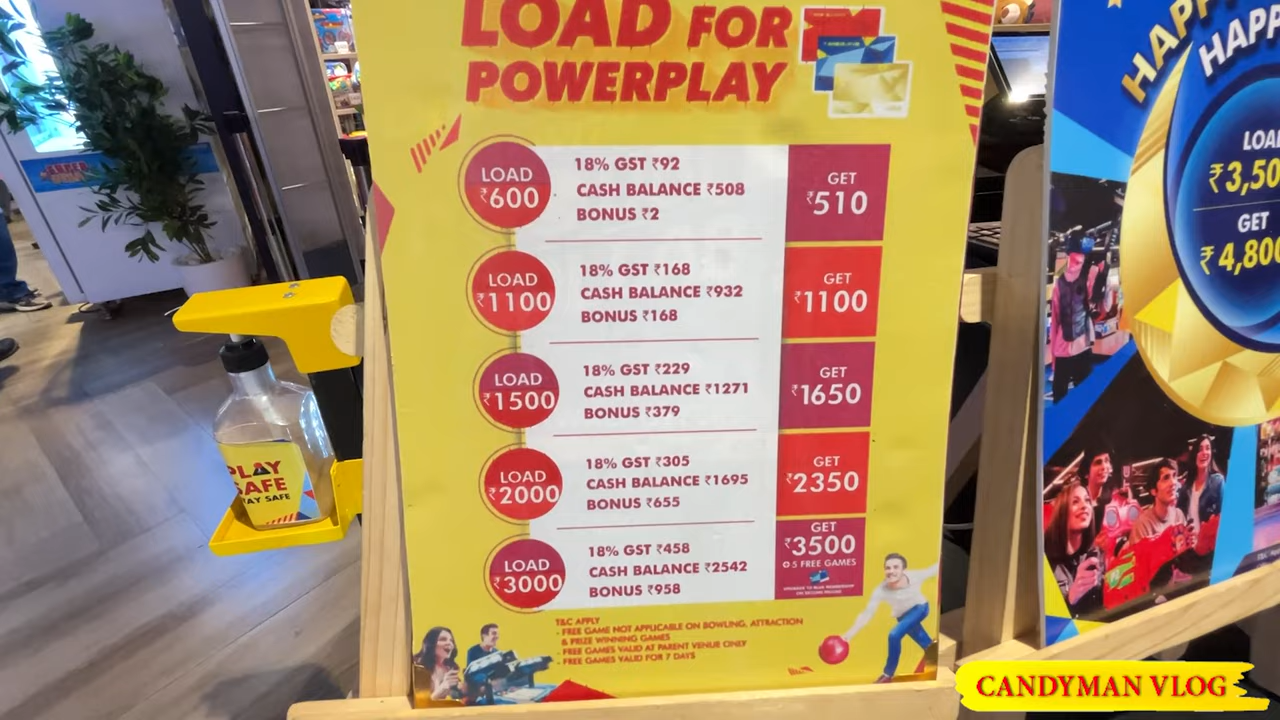 LOAD FOR
POWERPLAY
LOAD
₹600
18% GST ₹92
CASH BALANCE ₹508
BONUS ₹2
GET
₹510
LOAD
₹1100
18% GST ₹168
CASH BALANCE ₹932
BONUS ₹168
GET
₹1100
LOAD
₹1500
18% GST ₹229
CASH BALANCE ₹1271
BONUS ₹379
GET
₹1650
LOAD
₹2000
18% GST ₹305
CASH BALANCE ₹1695
BONUS ₹655
GET
₹2350
LOAD
₹3000
18% GST ₹458
CASH BALANCE ₹2542
BONUS ₹958
GET
₹3500
+5 FREE GAMES
T&C APPLY
- FREE GAME NOT APPLICABLE ON BOWLING, ATTRACTION
& PRIZE WINNING GAMES
- FREE GAMES VALID AT PARENT VENUE ONLY
- FREE GAMES VALID FOR 7 DAYS
PLAY
SAFE
STAY SAFE
HAPP
HAPP
LOA
₹3,50
GET
₹4,800
CANDYMAN VLOG